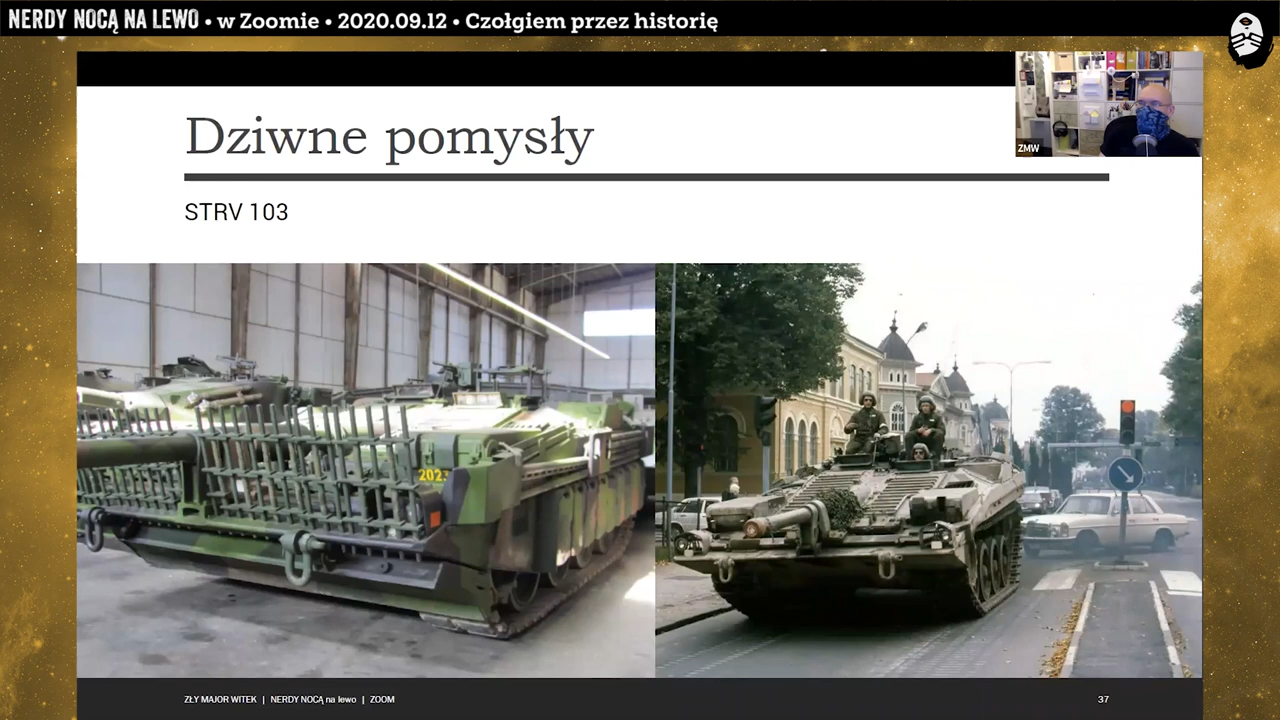 NERDY NOCĄ NA LEWO • w Zoomie • 2020.09.12 • Czołgiem przez historię
ZMW
Dziwne pomysły
STRV 103
202
ZŁY MAJOR WITEK | NERDY NOCĄ na lewo | ZOOM
37